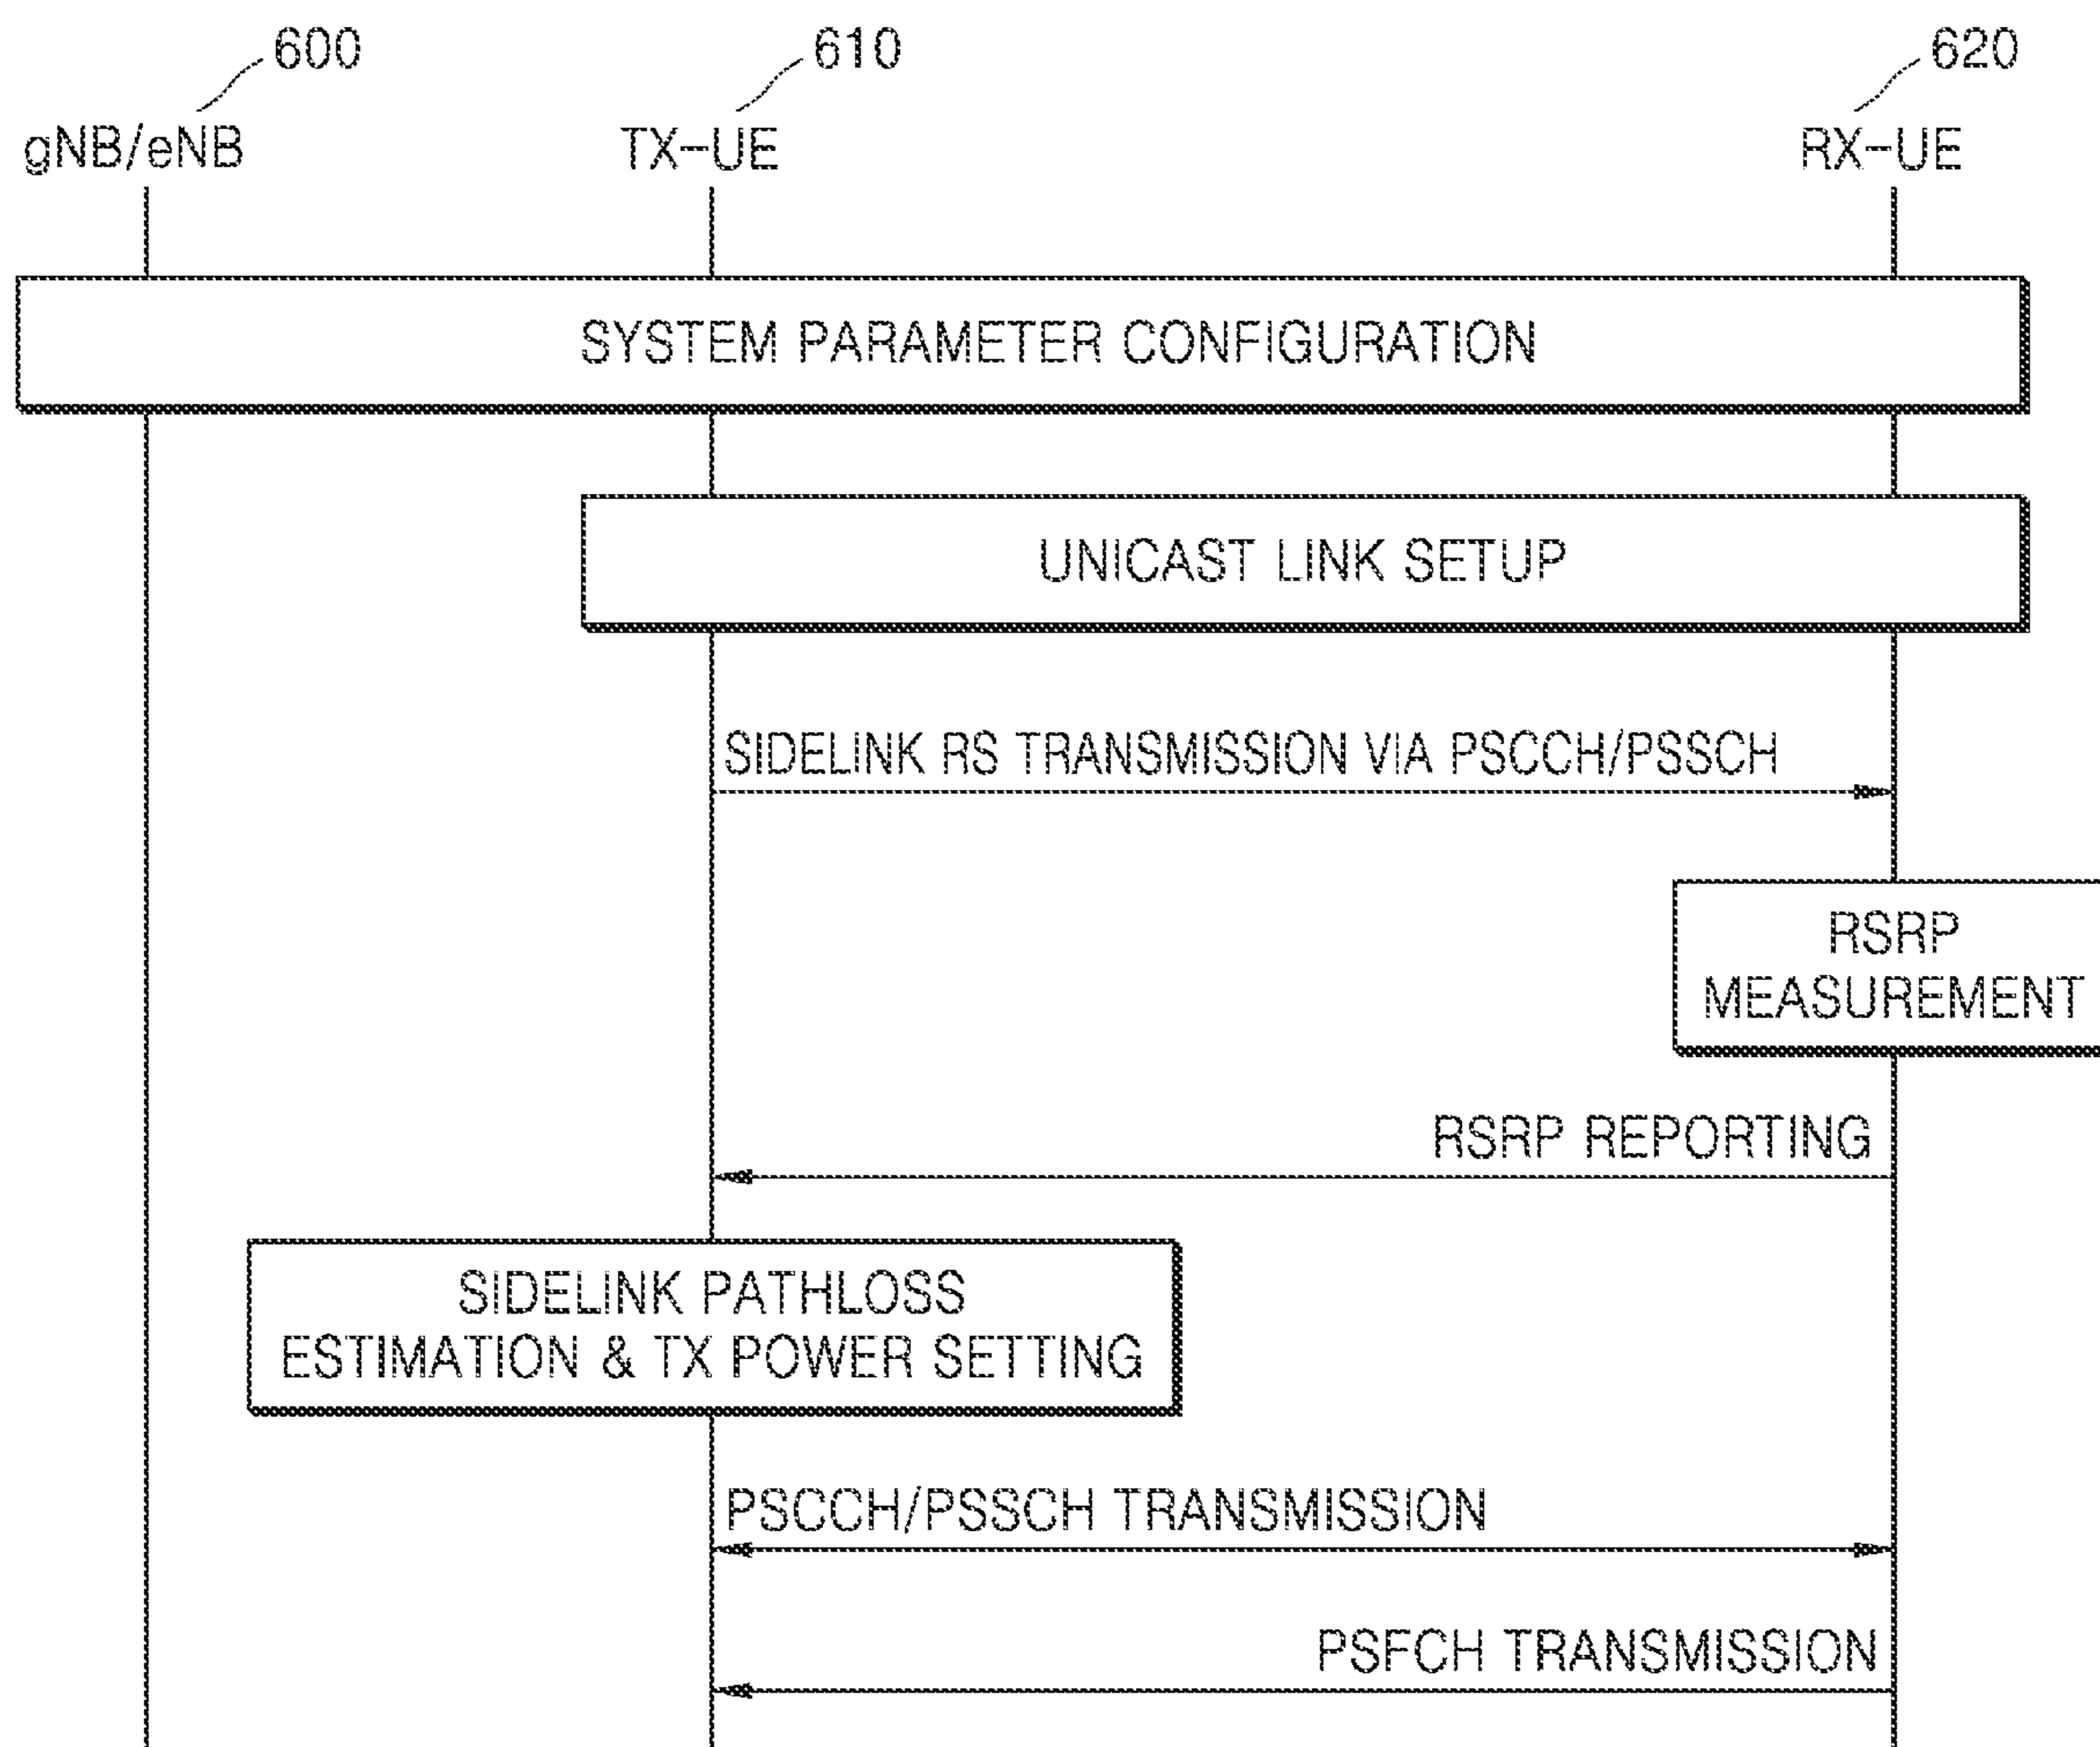 600
610
620
gNB/eNB
TX-UE
RX-UE
SYSTEM PARAMETER CONFIGURATION
UNICAST LINK SETUP
SIDELINK RS TRANSMISSION VIA PSCCH/PSSCH
RSRP
MEASUREMENT
RSRP REPORTING
SIDELINK PATHLOSS
ESTIMATION & TX POWER SETTING
PSCCH/PSSCH TRANSMISSION
PSFCH TRANSMISSION